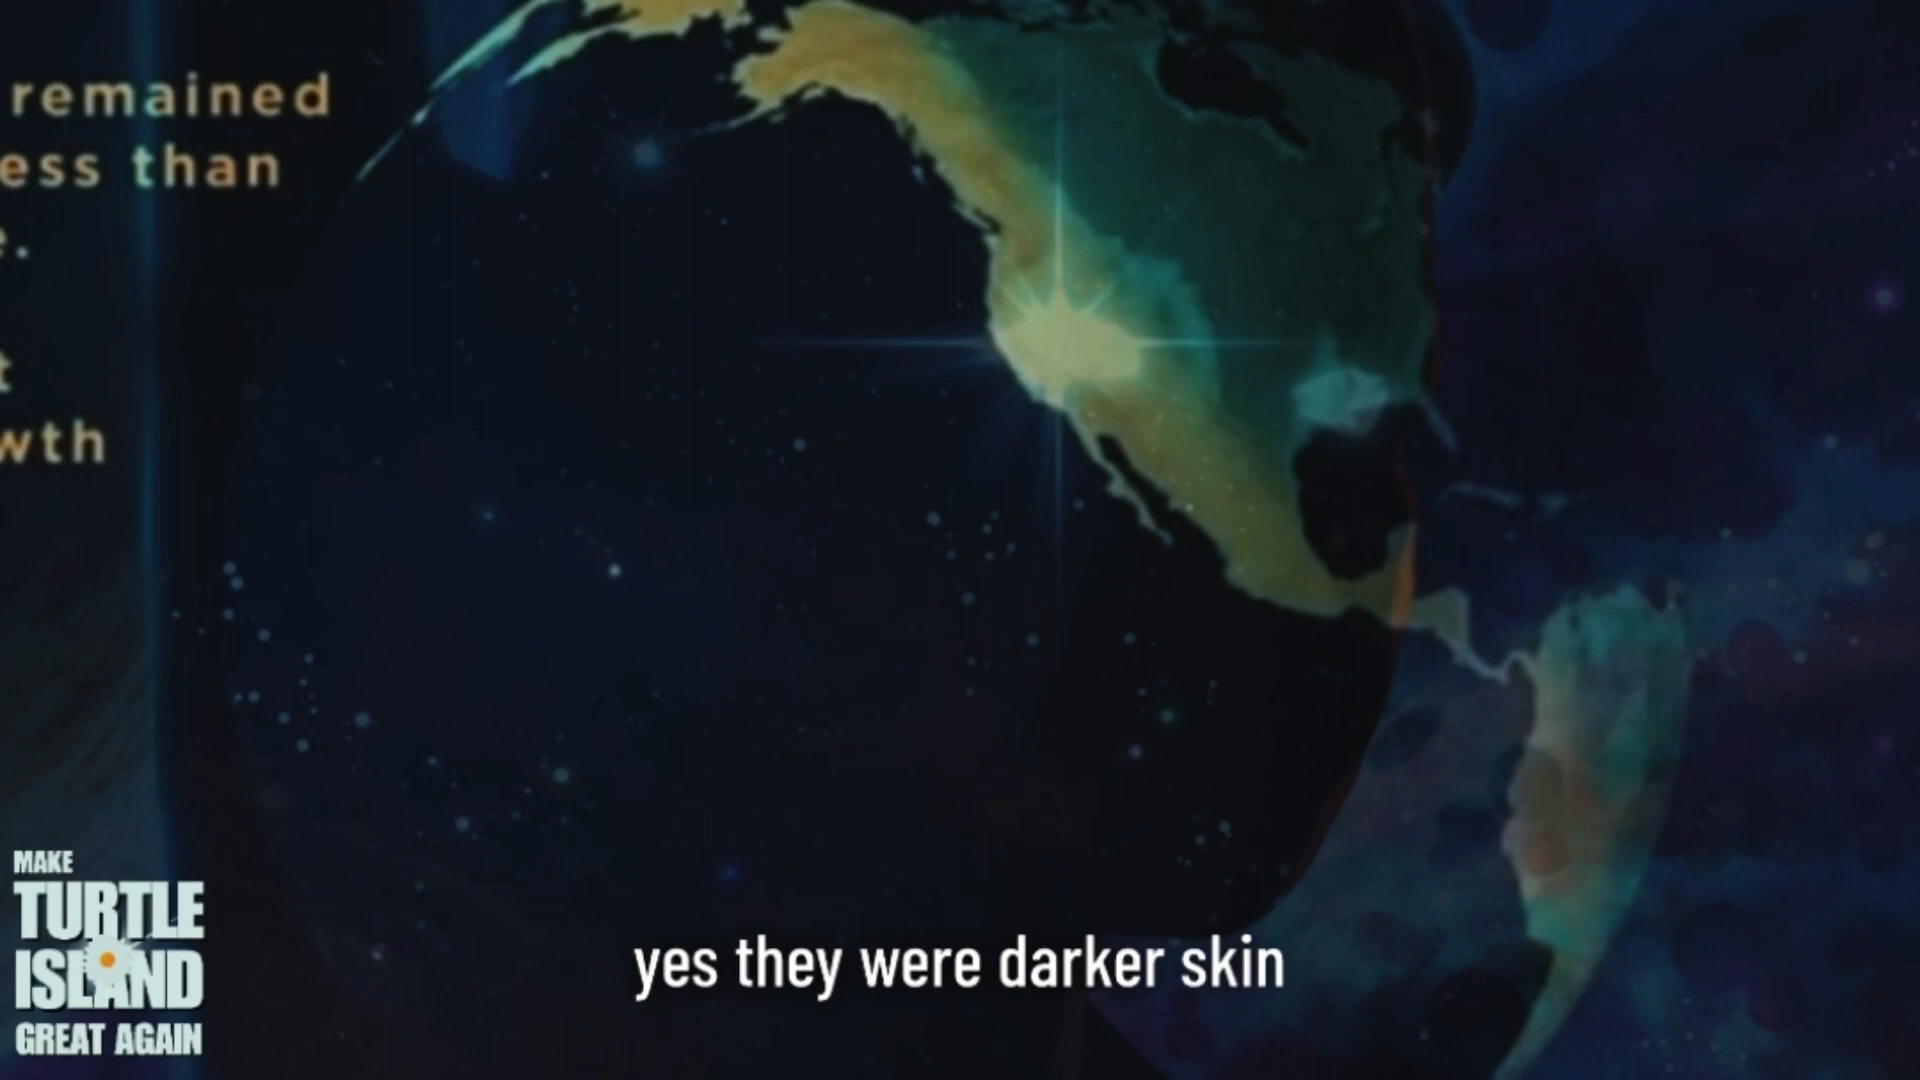 remained
ess than
e.
t
wth
MAKE
TURTLE
ISLAND
GREAT AGAIN
yes they were darker skin